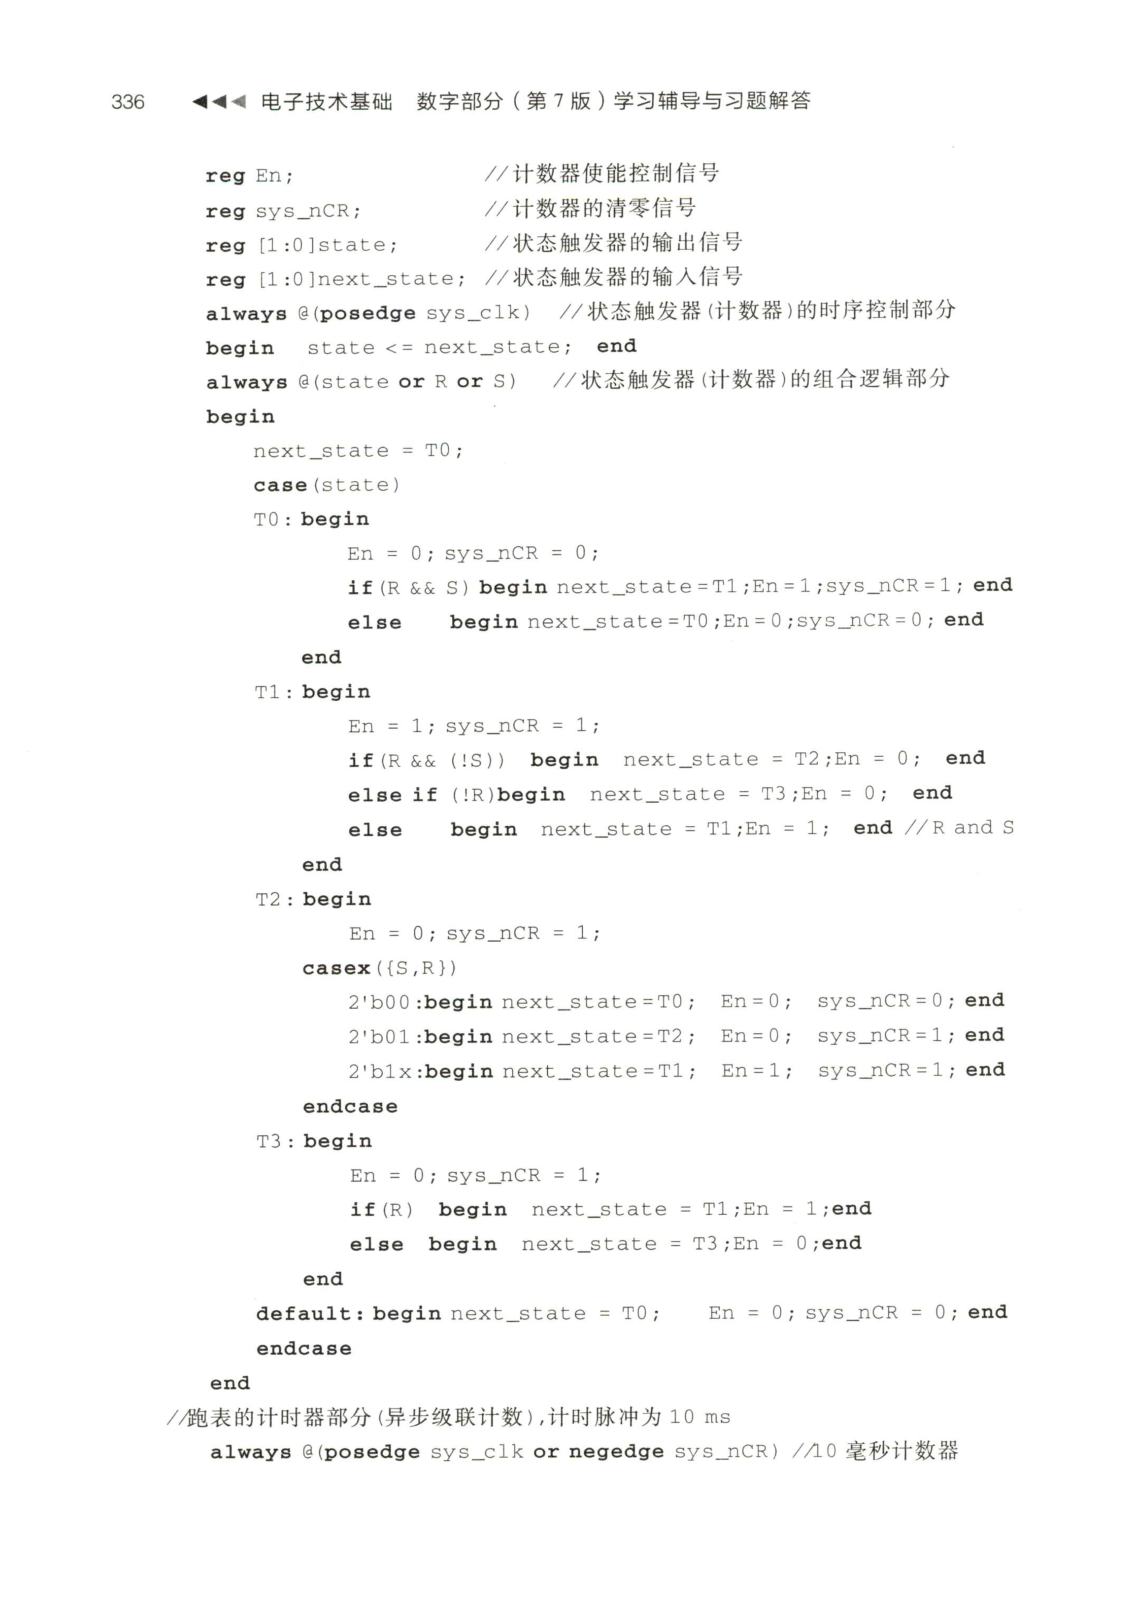 336 ◀◀◀ 电子技术基础 数字部分(第7版)学习辅导与习题解答
reg En; //计数器使能控制信号
reg sys_nCR; //计数器的清零信号
reg [1:0]state; //状态触发器的输出信号
reg [1:0]next_state; //状态触发器的输入信号
always @(posedge sys_clk) //状态触发器(计数器)的时序控制部分
begin state <= next_state; end
always @(state or R or S) //状态触发器(计数器)的组合逻辑部分
begin
next_state = T0;
case(state)
T0:begin
En = 0;sys_nCR = 0;
if(R && S)begin next_state=T1;En=1;sys_nCR=1;end
else begin next_state=T0;En=0;sys_nCR=0;end
end
T1:begin
En = 1;sys_nCR = 1;
if(R && (!S)) begin next_state = T2;En = 0; end
else if (!R)begin next_state = T3;En = 0; end
else begin next_state = T1;En = 1; end //R and S
end
T2:begin
En = 0;sys_nCR = 1;
casex({S,R})
2'b00:begin next_state=T0; En=0; sys_nCR=0;end
2'b01:begin next_state=T2; En=0; sys_nCR=1;end
2'b1x:begin next_state=T1; En=1; sys_nCR=1;end
endcase
T3:begin
En = 0;sys_nCR = 1;
if(R) begin next_state = T1;En = 1;end
else begin next_state = T3;En = 0;end
end
default:begin next_state = T0; En = 0;sys_nCR = 0;end
endcase
end
//跑表的计时器部分(异步级联计数),计时脉冲为10 ms
always @(posedge sys_clk or negedge sys_nCR) //10毫秒计数器